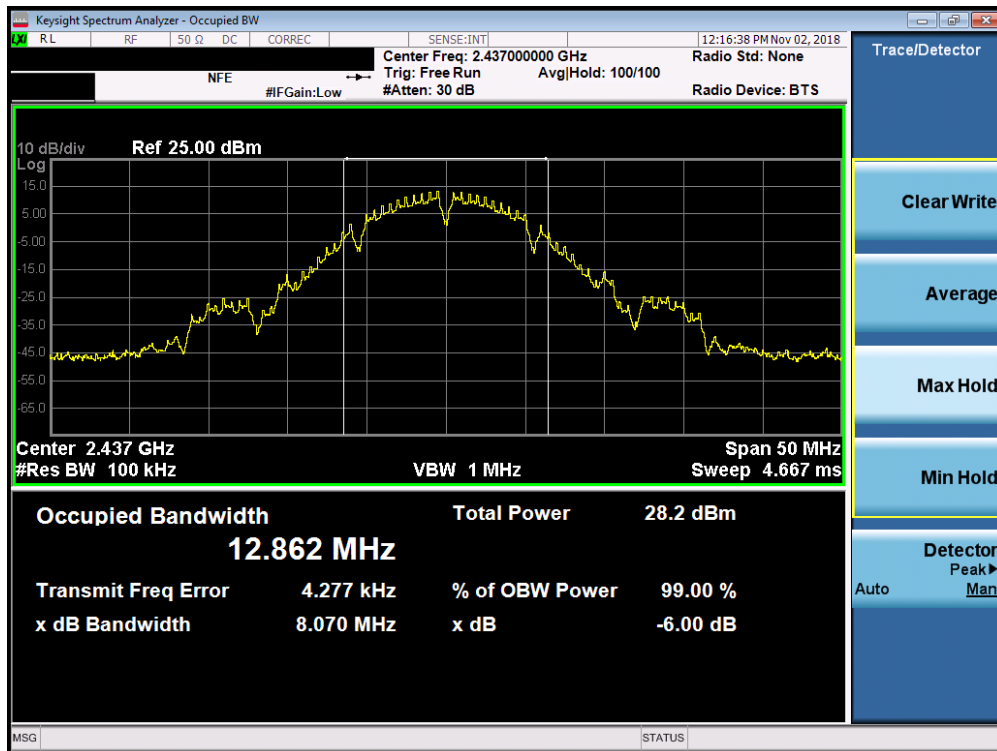 Keysight Spectrum Analyzer - Occupied BW
LXI RL RF 50 Ω DC CORREC SENSE:INT 12:16:38 PM Nov 02, 2018
Center Freq: 2.437000000 GHz Radio Std: None
NFE Trig: Free Run Avg|Hold: 100/100
#IFGain:Low #Atten: 30 dB Radio Device: BTS
Trace/Detector
10 dB/div Ref 25.00 dBm
Log
15.0
5.00
-5.00
-15.0
-25.0
-35.0
-45.0
-55.0
-65.0
Center 2.437 GHz Span 50 MHz
#Res BW 100 kHz VBW 1 MHz Sweep 4.667 ms
Occupied Bandwidth Total Power 28.2 dBm
12.862 MHz
Transmit Freq Error 4.277 kHz % of OBW Power 99.00 %
x dB Bandwidth 8.070 MHz x dB -6.00 dB
Clear Write
Average
Max Hold
Min Hold
Detector
Peak▶
Auto Man
MSG STATUS